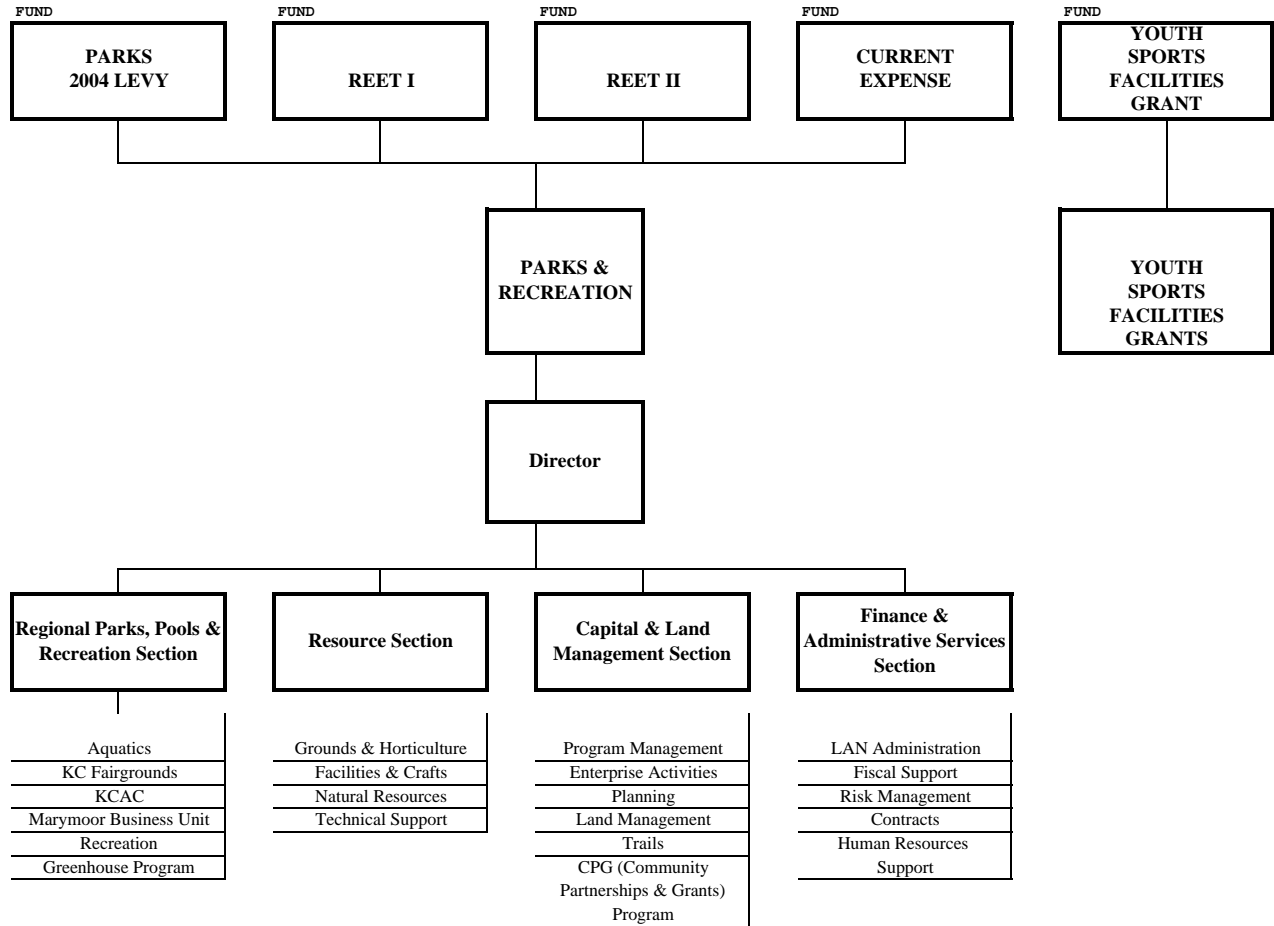 FUND
PARKS
2004 LEVY
FUND
REET I
FUND
REET II
FUND
CURRENT
EXPENSE
FUND
YOUTH
SPORTS
FACILITIES
GRANT
PARKS &
RECREATION
YOUTH
SPORTS
FACILITIES
GRANTS
Director
Regional Parks, Pools &
Recreation Section
Resource Section
Capital & Land
Management Section
Finance &
Administrative Services
Section
Aquatics
KC Fairgrounds
KCAC
Marymoor Business Unit
Recreation
Greenhouse Program
Grounds & Horticulture
Facilities & Crafts
Natural Resources
Technical Support
Program Management
Enterprise Activities
Planning
Land Management
Trails
CPG (Community
Partnerships & Grants)
Program
LAN Administration
Fiscal Support
Risk Management
Contracts
Human Resources
Support